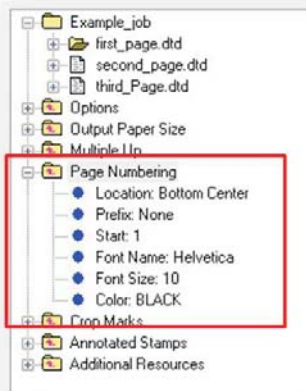 Example_job
first_page.dtd
second_page.dtd
third_Page.dtd
Options
Output Paper Size
Multiple Up
Page Numbering
Location: Bottom Center
Prefix: None
Start: 1
Font Name: Helvetica
Font Size: 10
Color: BLACK
Crop Marks
Annotated Stamps
Additional Resources